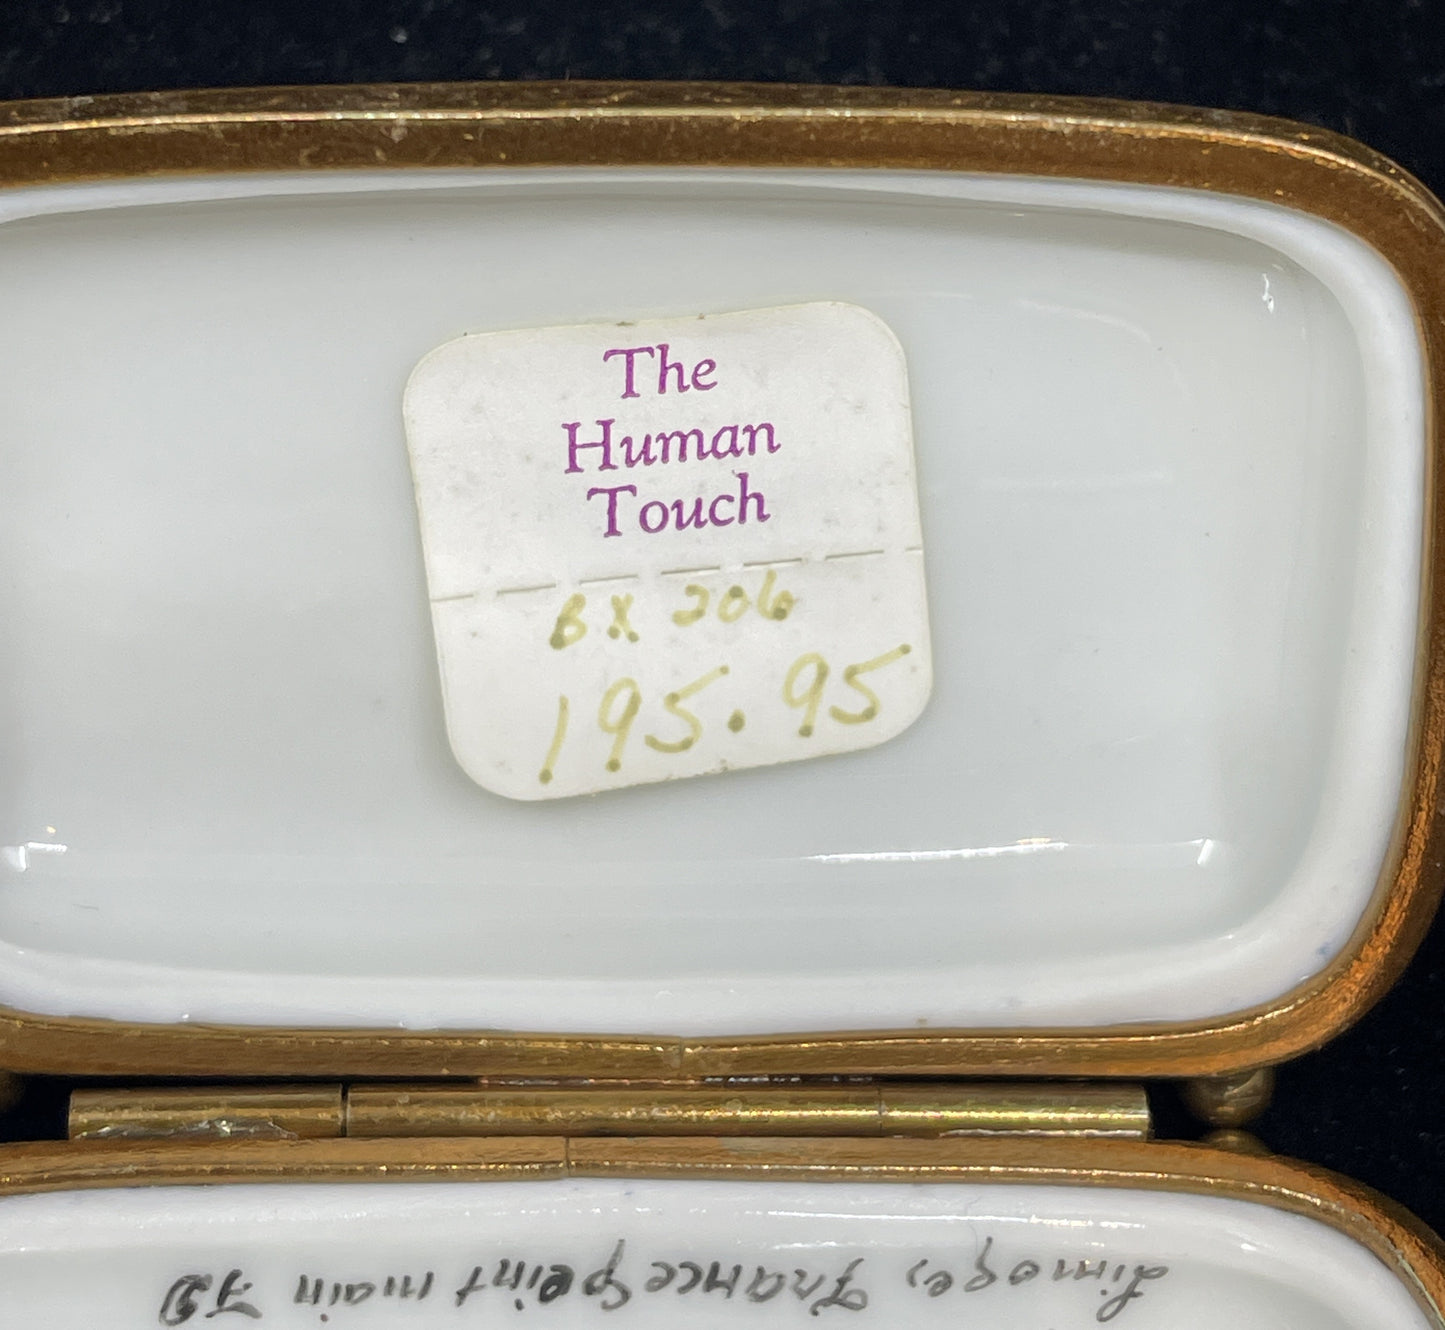 The
Human
Touch
BX 206
195.95
Limoges France peint main